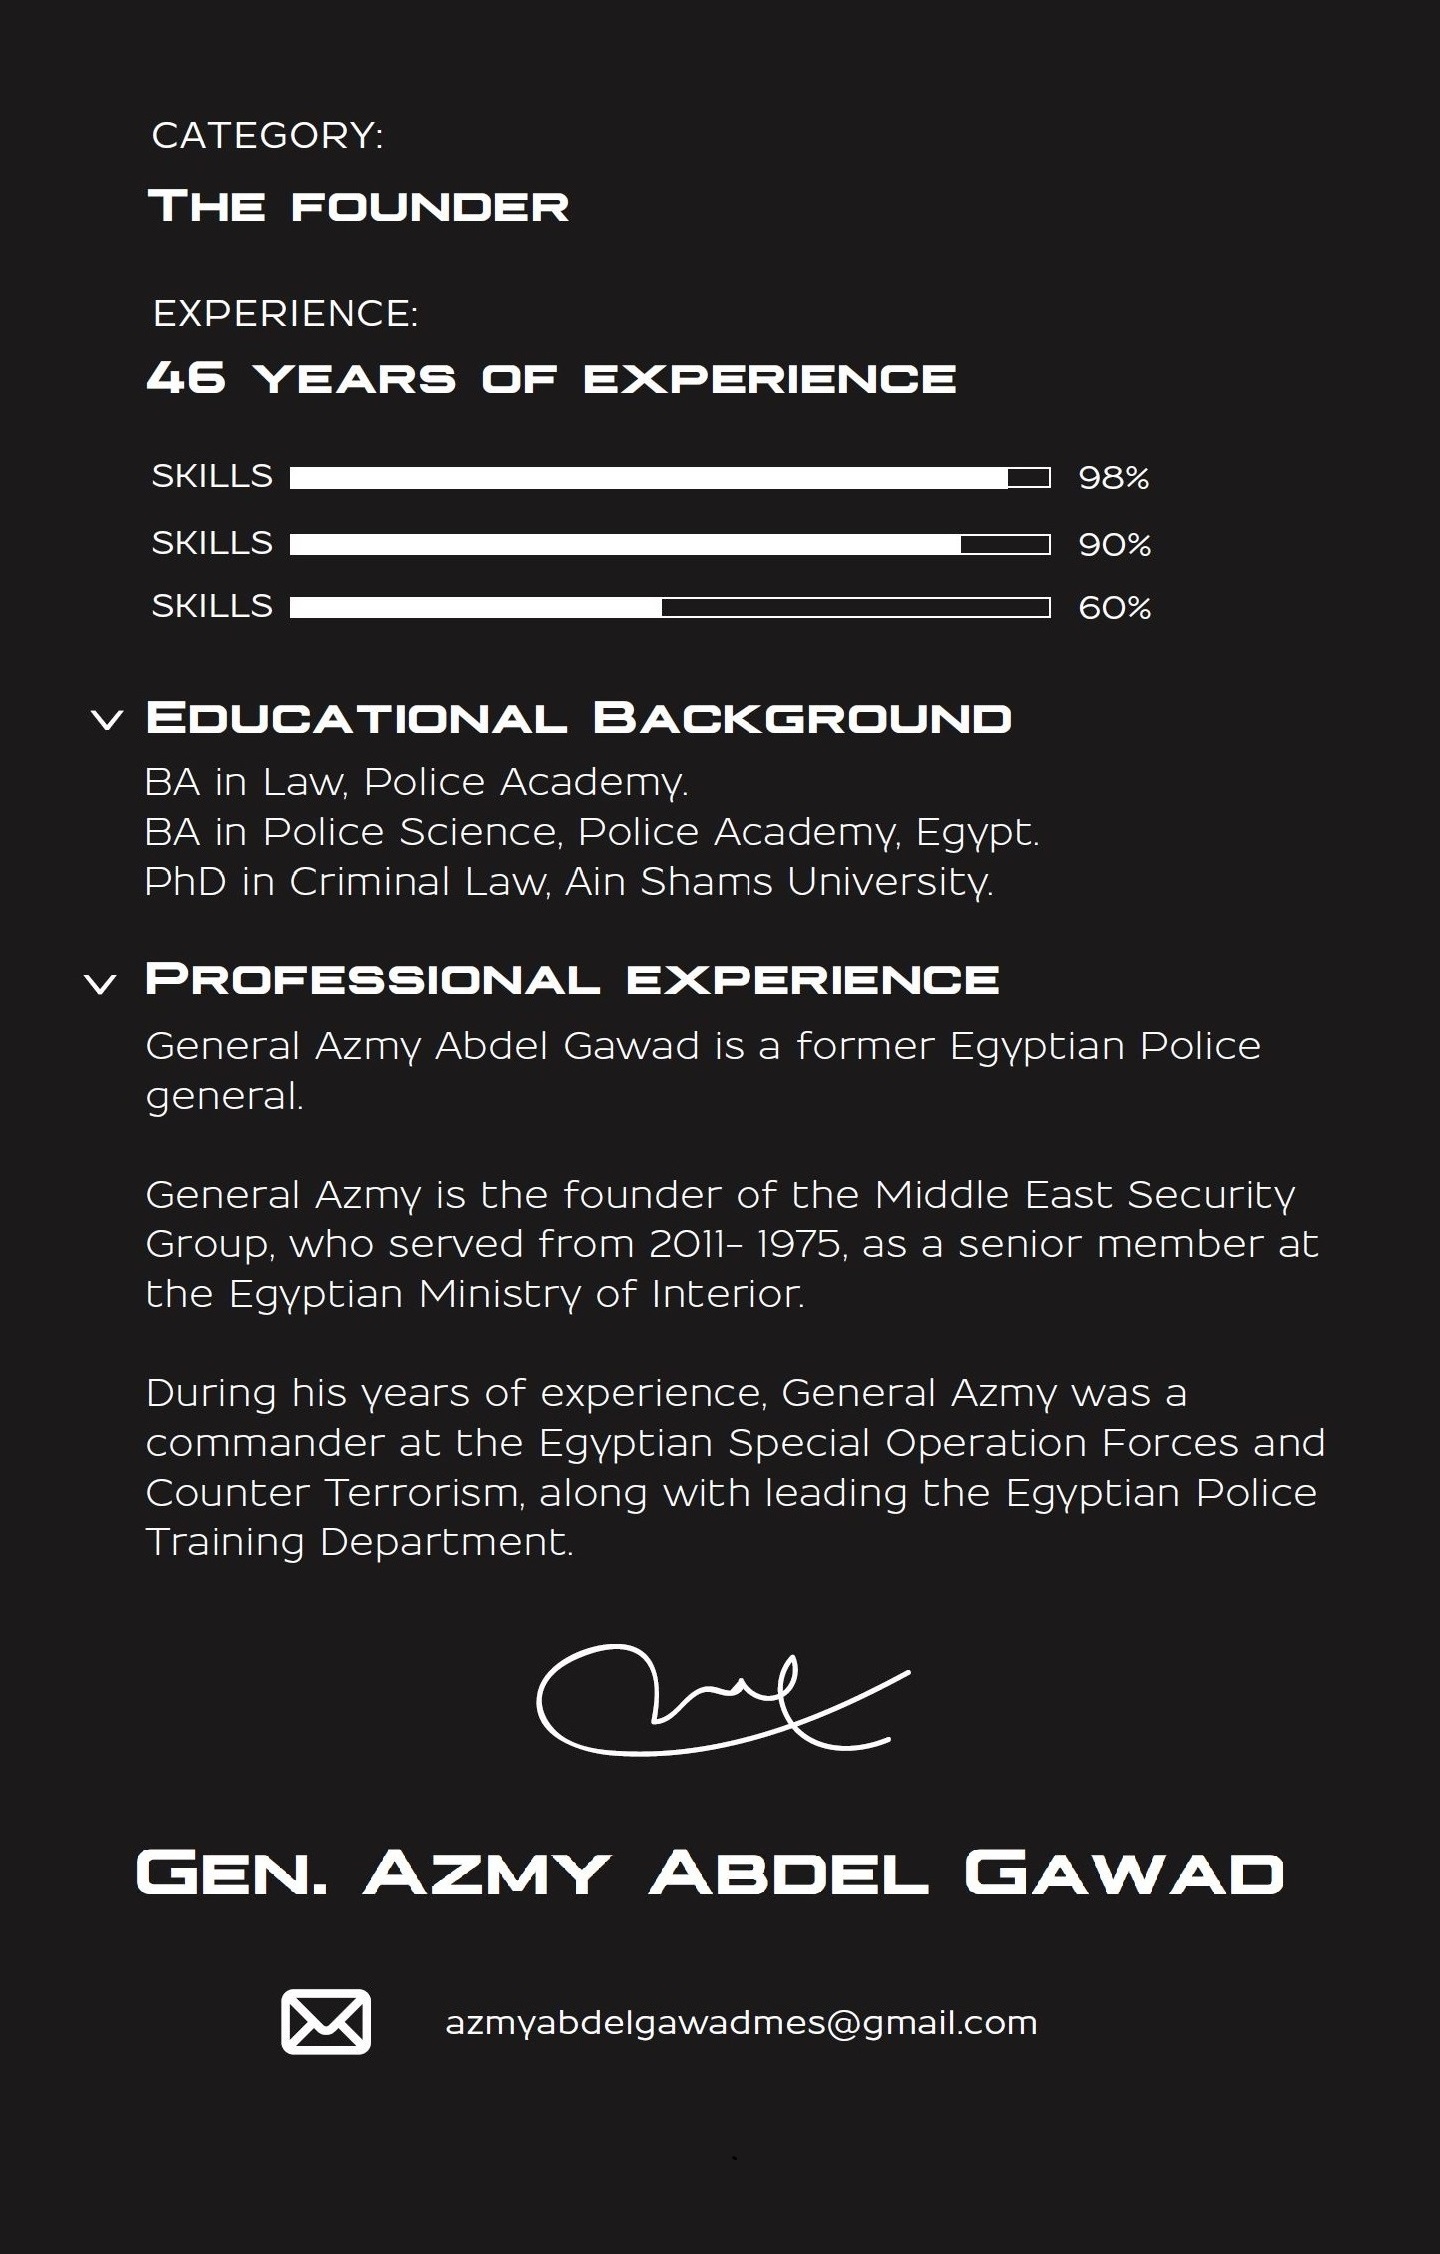 CATEGORY:
THE FOUNDER
EXPERIENCE:
46 YEARS OF EXPERIENCE
SKILLS 98%
SKILLS 90%
SKILLS 60%
EDUCATIONAL BACKGROUND
BA in Law, Police Academy.
BA in Police Science, Police Academy, Egypt.
PhD in Criminal Law, Ain Shams University.
PROFESSIONAL EXPERIENCE
General Azmy Abdel Gawad is a former Egyptian Police
general.
General Azmy is the founder of the Middle East Security
Group, who served from 2011- 1975, as a senior member at
the Egyptian Ministry of Interior.
During his years of experience, General Azmy was a
commander at the Egyptian Special Operation Forces and
Counter Terrorism, along with leading the Egyptian Police
Training Department.
GEN. AZMY ABDEL GAWAD
azmyabdelgawadmes@gmail.com